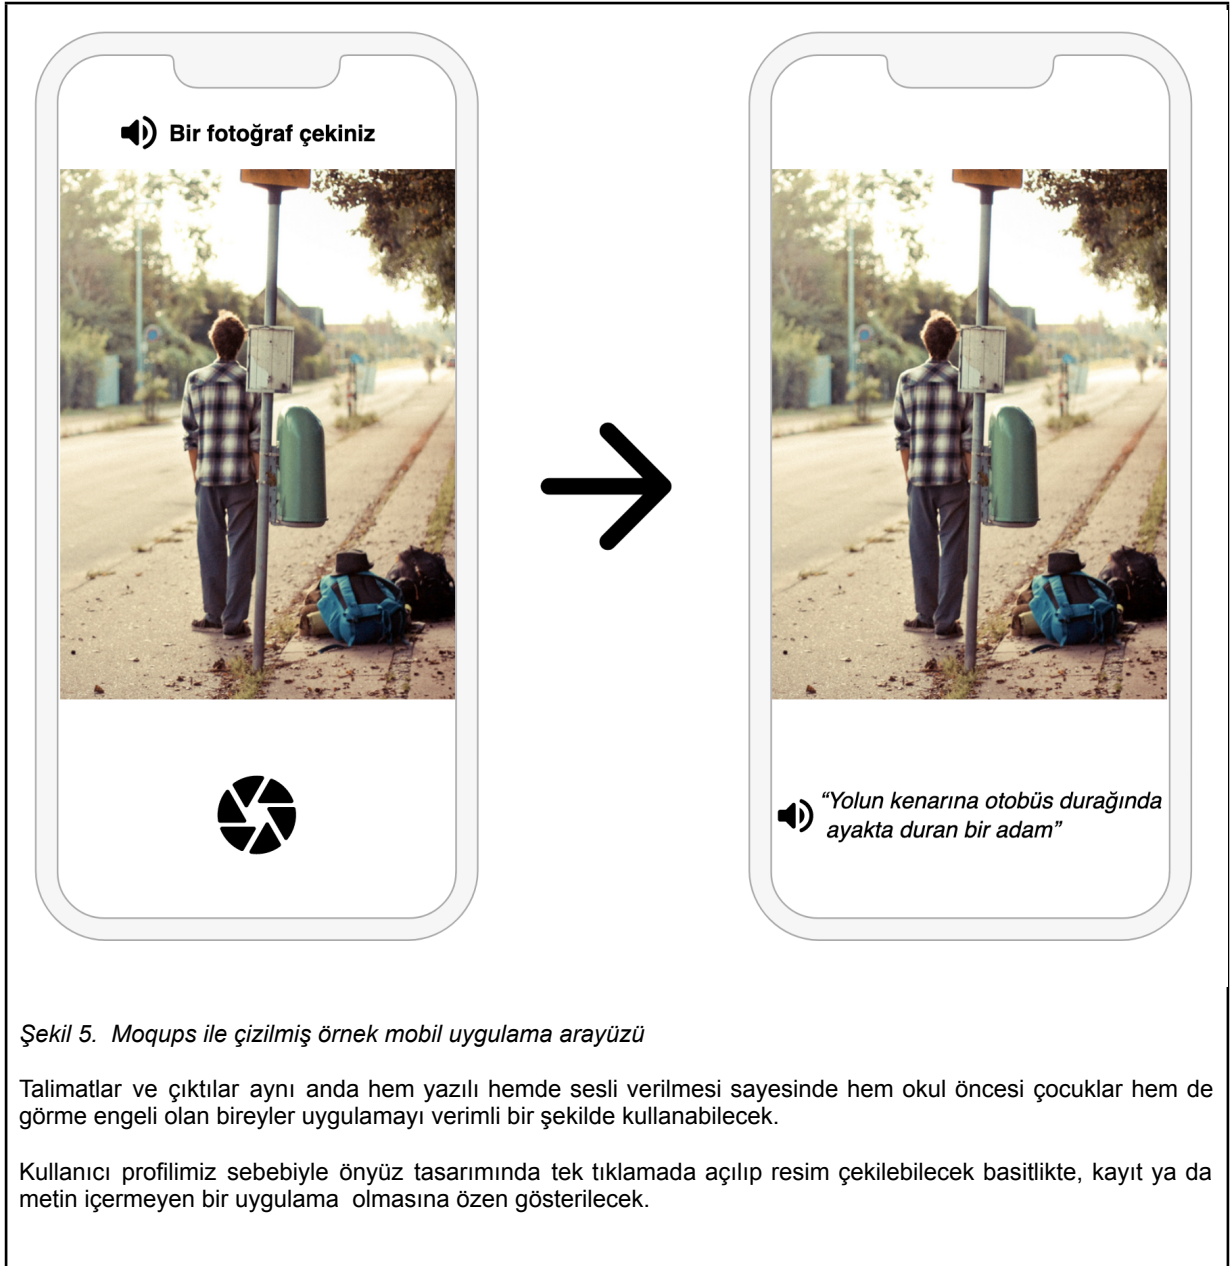 Bir fotoğraf çekiniz
“Yolun kenarına otobüs durağında
ayakta duran bir adam”
Şekil 5. Moqups ile çizilmiş örnek mobil uygulama arayüzü
Talimatlar ve çıktılar aynı anda hem yazılı hemde sesli verilmesi sayesinde hem okul öncesi çocuklar hem de
görme engeli olan bireyler uygulamayı verimli bir şekilde kullanabilecek.
Kullanıcı profilimiz sebebiyle önyüz tasarımında tek tıklamada açılıp resim çekilebilecek basitlikte, kayıt ya da
metin içermeyen bir uygulama olmasına özen gösterilecek.